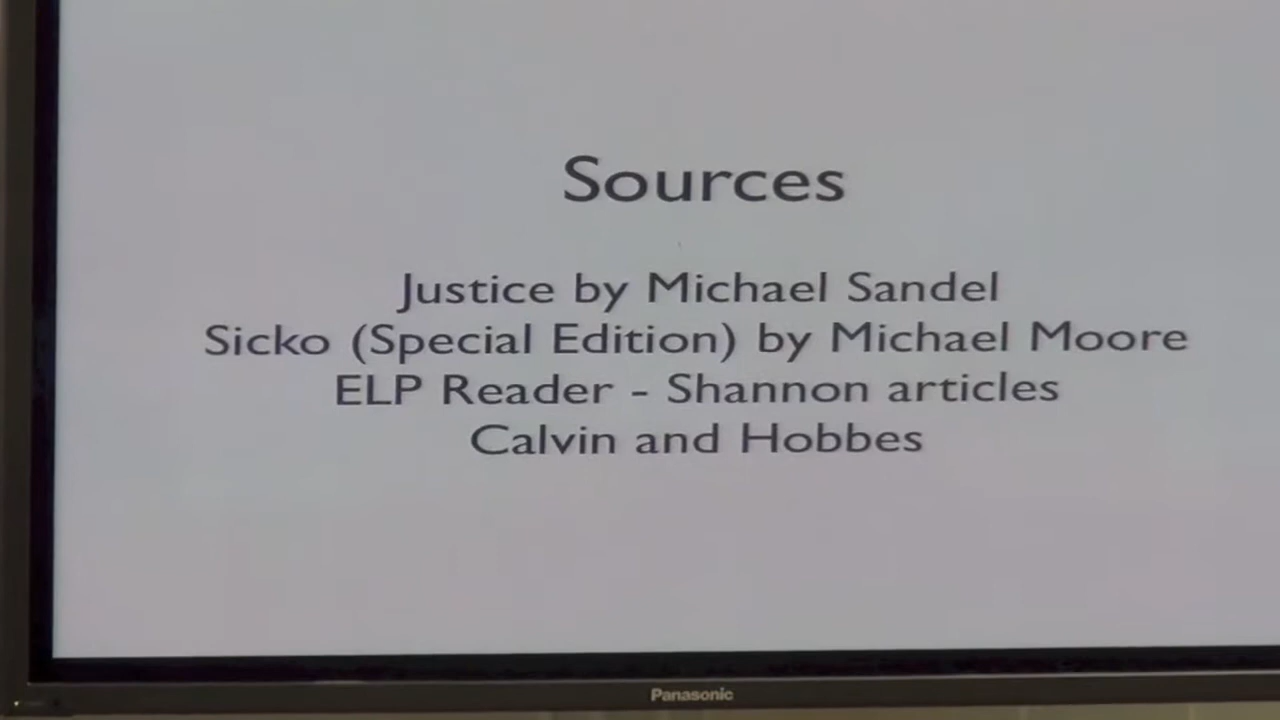 Sources
Justice by Michael Sandel
Sicko (Special Edition) by Michael Moore
ELP Reader - Shannon articles
Calvin and Hobbes
Panasonic